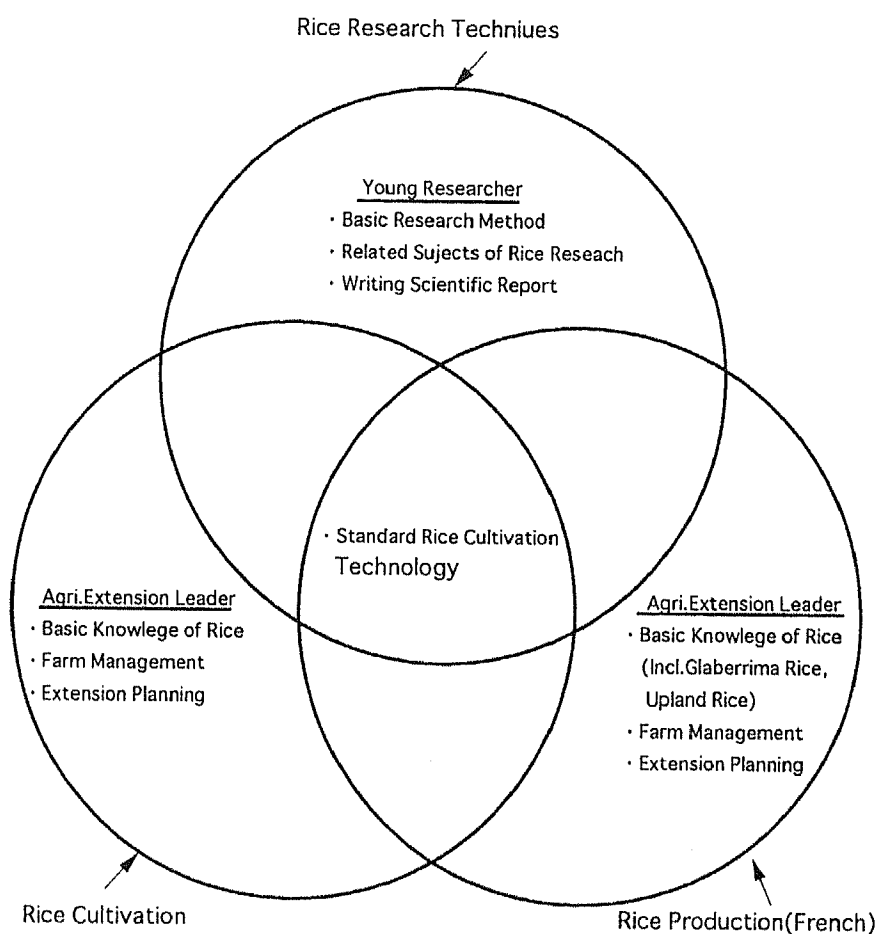 Rice Research Techniues
Young Researcher
· Basic Research Method
· Related Sujects of Rice Reseach
· Writing Scientific Report
· Standard Rice Cultivation
Technology
Agri.Extension Leader
· Basic Knowlege of Rice
· Farm Management
· Extension Planning
Agri.Extension Leader
· Basic Knowlege of Rice
(Incl.Glaberrima Rice,
Upland Rice)
· Farm Management
· Extension Planning
Rice Cultivation
Rice Production(French)